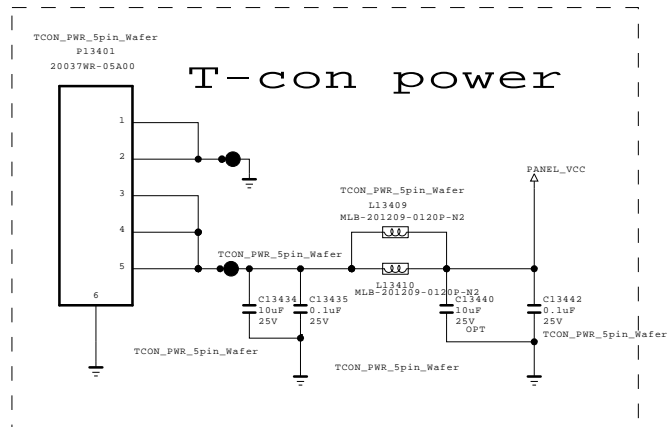 TCON_PWR_5pin_Wafer
P13401
20037WR-05A00
T-con power
1
2
3
4
5
6
PANEL_VCC
TCON_PWR_5pin_Wafer
L13409
MLB-201209-0120P-N2
TCON_PWR_5pin_Wafer
L13410
MLB-201209-0120P-N2
C13434
10uF
25V
C13435
0.1uF
25V
C13440
10uF
25V
OPT
C13442
0.1uF
25V
TCON_PWR_5pin_Wafer
TCON_PWR_5pin_Wafer
TCON_PWR_5pin_Wafer